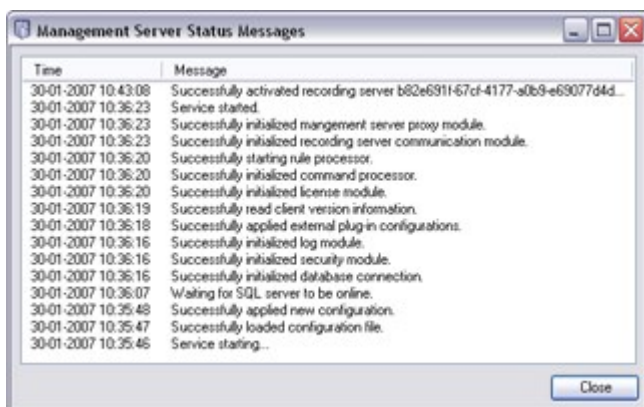 Management Server Status Messages
Time Message
30-01-2007 10:43:08 Successfully activated recording server b82e691f-67cf-4177-a0b9-e69077d4d...
30-01-2007 10:36:23 Service started.
30-01-2007 10:36:23 Successfully initialized mangement server proxy module.
30-01-2007 10:36:23 Successfully initialized recording server communication module.
30-01-2007 10:36:20 Successfully starting rule processor.
30-01-2007 10:36:20 Successfully initialized command processor.
30-01-2007 10:36:20 Successfully initialized license module.
30-01-2007 10:36:19 Successfully read client version information.
30-01-2007 10:36:18 Successfully applied external plug-in configurations.
30-01-2007 10:36:16 Successfully initialized log module.
30-01-2007 10:36:16 Successfully initialized security module.
30-01-2007 10:36:16 Successfully initialized database connection.
30-01-2007 10:36:07 Waiting for SQL server to be online.
30-01-2007 10:35:48 Successfully applied new configuration.
30-01-2007 10:35:47 Successfully loaded configuration file.
30-01-2007 10:35:46 Service starting...
Close